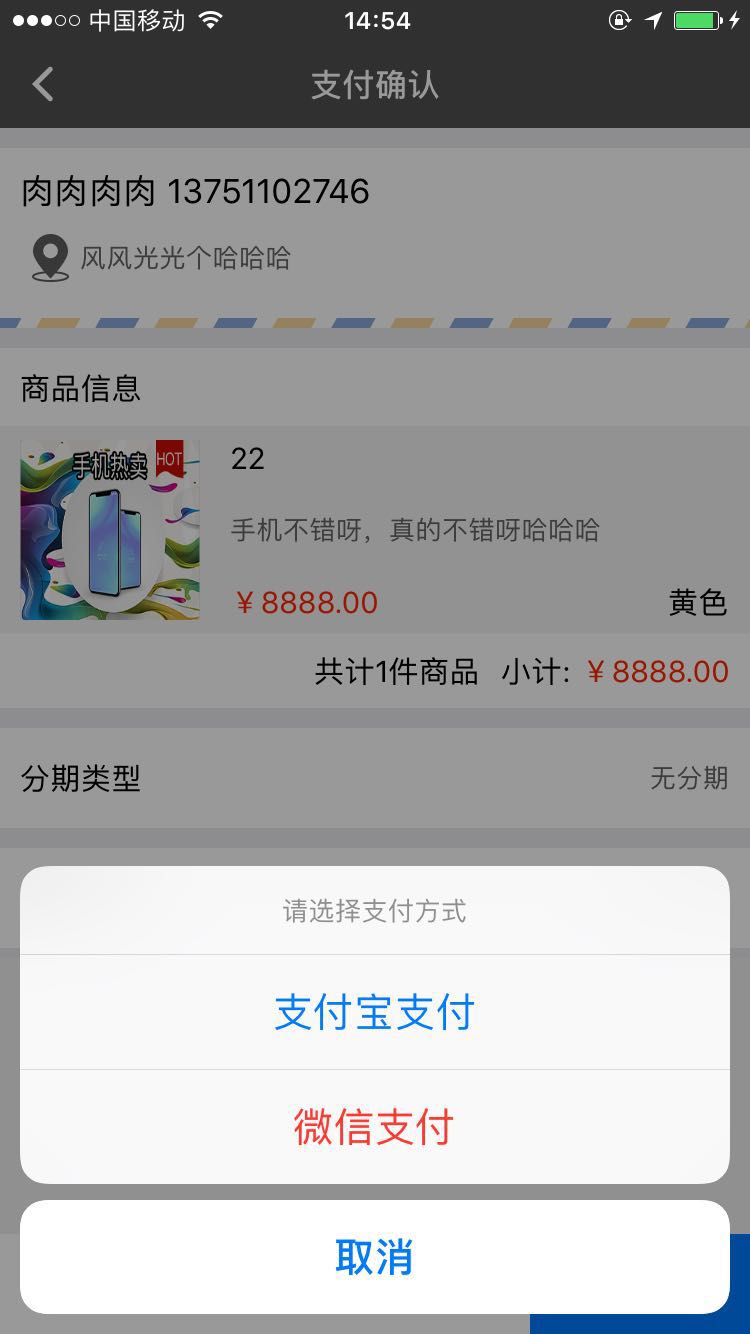 中国移动 14:54
支付确认
肉肉肉肉 13751102746
风风光光个哈哈哈
商品信息
手机热卖 HOT
22
手机不错呀，真的不错呀哈哈哈
¥ 8888.00 黄色
共计1件商品 小计: ¥ 8888.00
分期类型 无分期
请选择支付方式
支付宝支付
微信支付
取消